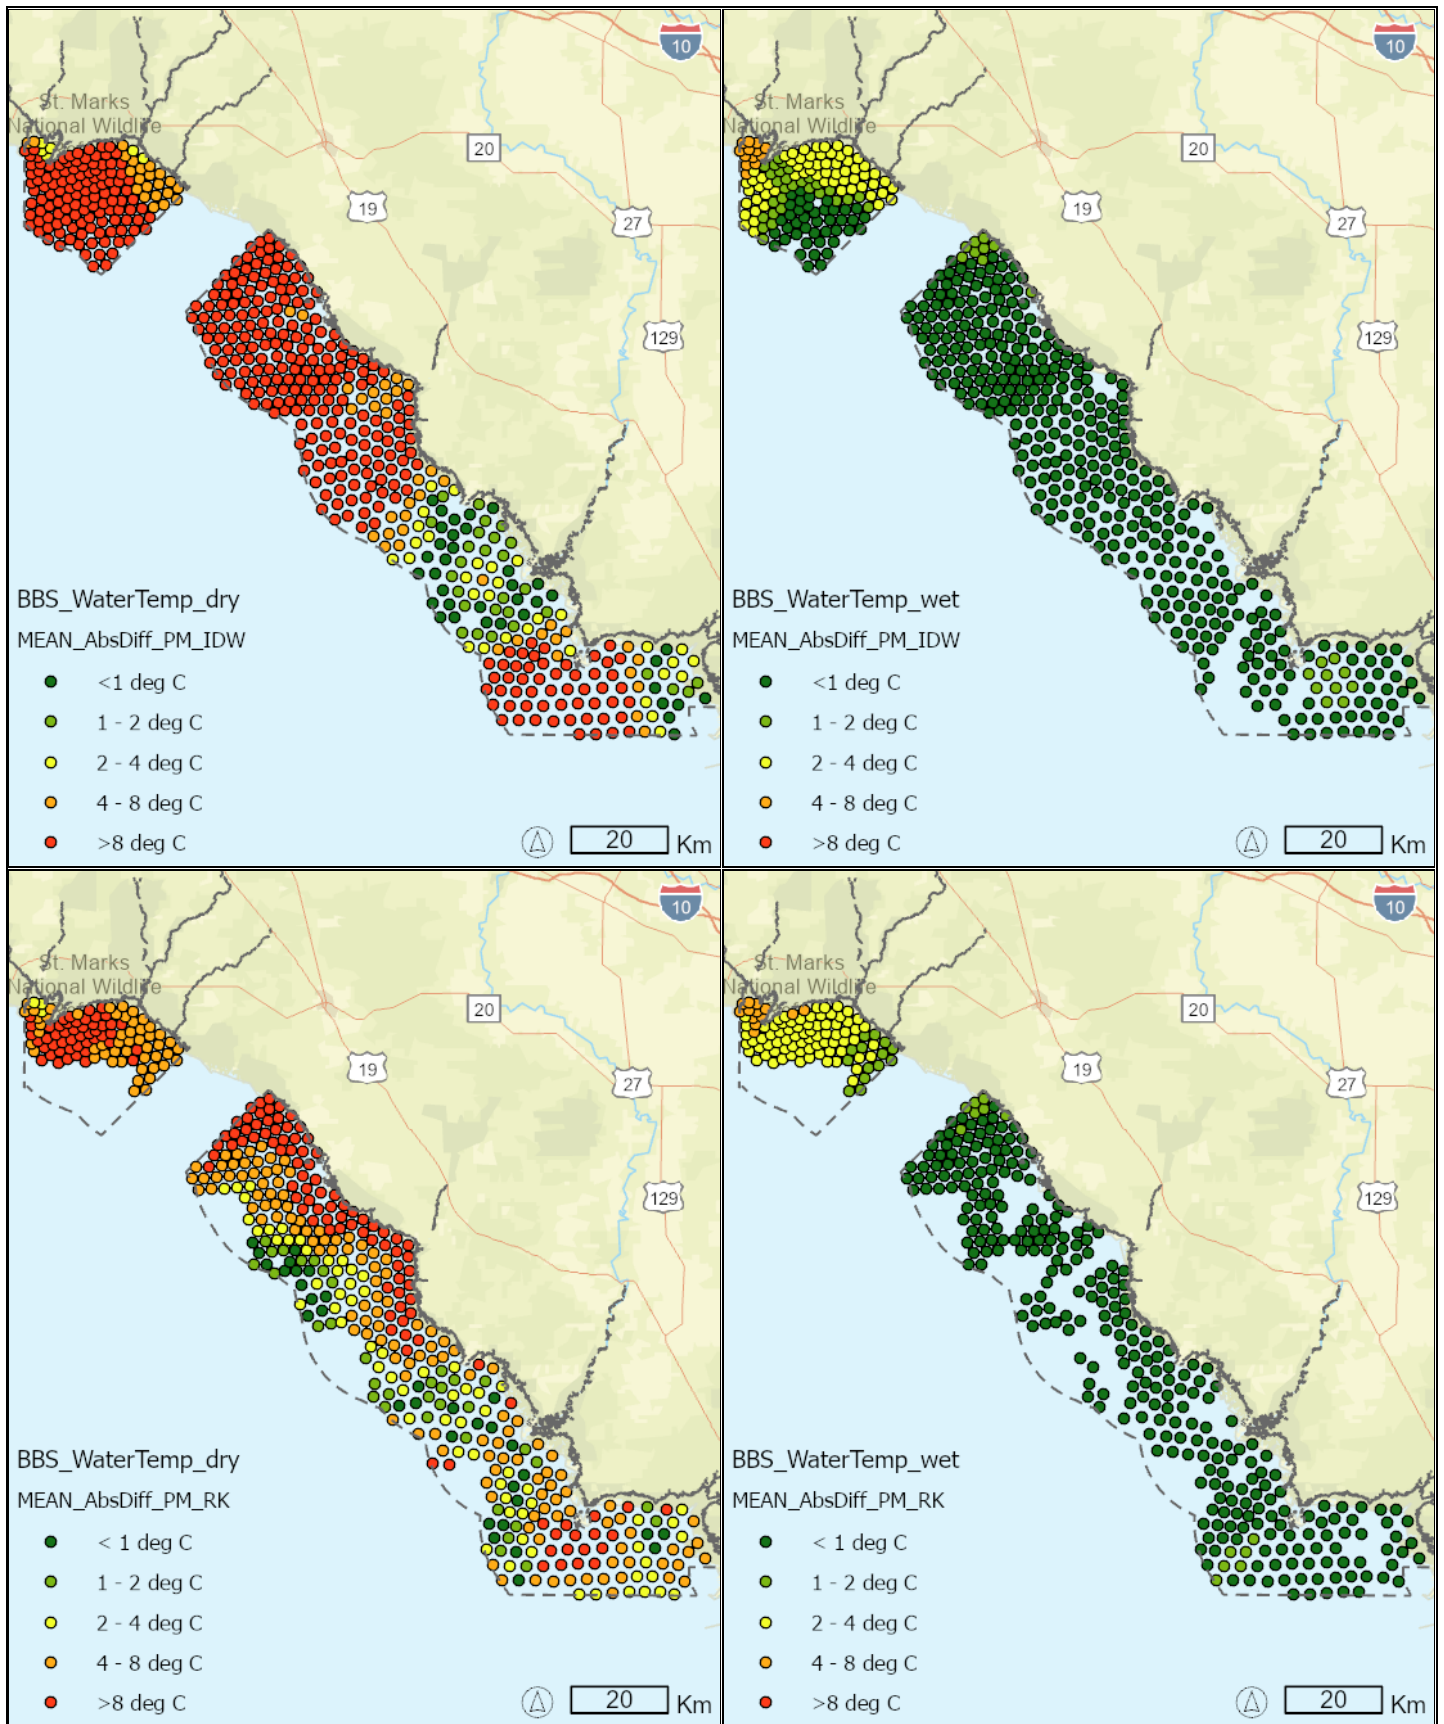 10
St. Marks
National Wildlife
20
19
27
129
BBS_WaterTemp_dry
MEAN_AbsDiff_PM_IDW
<1 deg C
1 - 2 deg C
2 - 4 deg C
4 - 8 deg C
>8 deg C
20 Km
10
St. Marks
National Wildlife
20
19
27
129
BBS_WaterTemp_wet
MEAN_AbsDiff_PM_IDW
<1 deg C
1 - 2 deg C
2 - 4 deg C
4 - 8 deg C
>8 deg C
20 Km
10
St. Marks
National Wildlife
20
19
27
129
BBS_WaterTemp_dry
MEAN_AbsDiff_PM_RK
< 1 deg C
1 - 2 deg C
2 - 4 deg C
4 - 8 deg C
>8 deg C
20 Km
10
St. Marks
National Wildlife
20
19
27
129
BBS_WaterTemp_wet
MEAN_AbsDiff_PM_RK
< 1 deg C
1 - 2 deg C
2 - 4 deg C
4 - 8 deg C
>8 deg C
20 Km